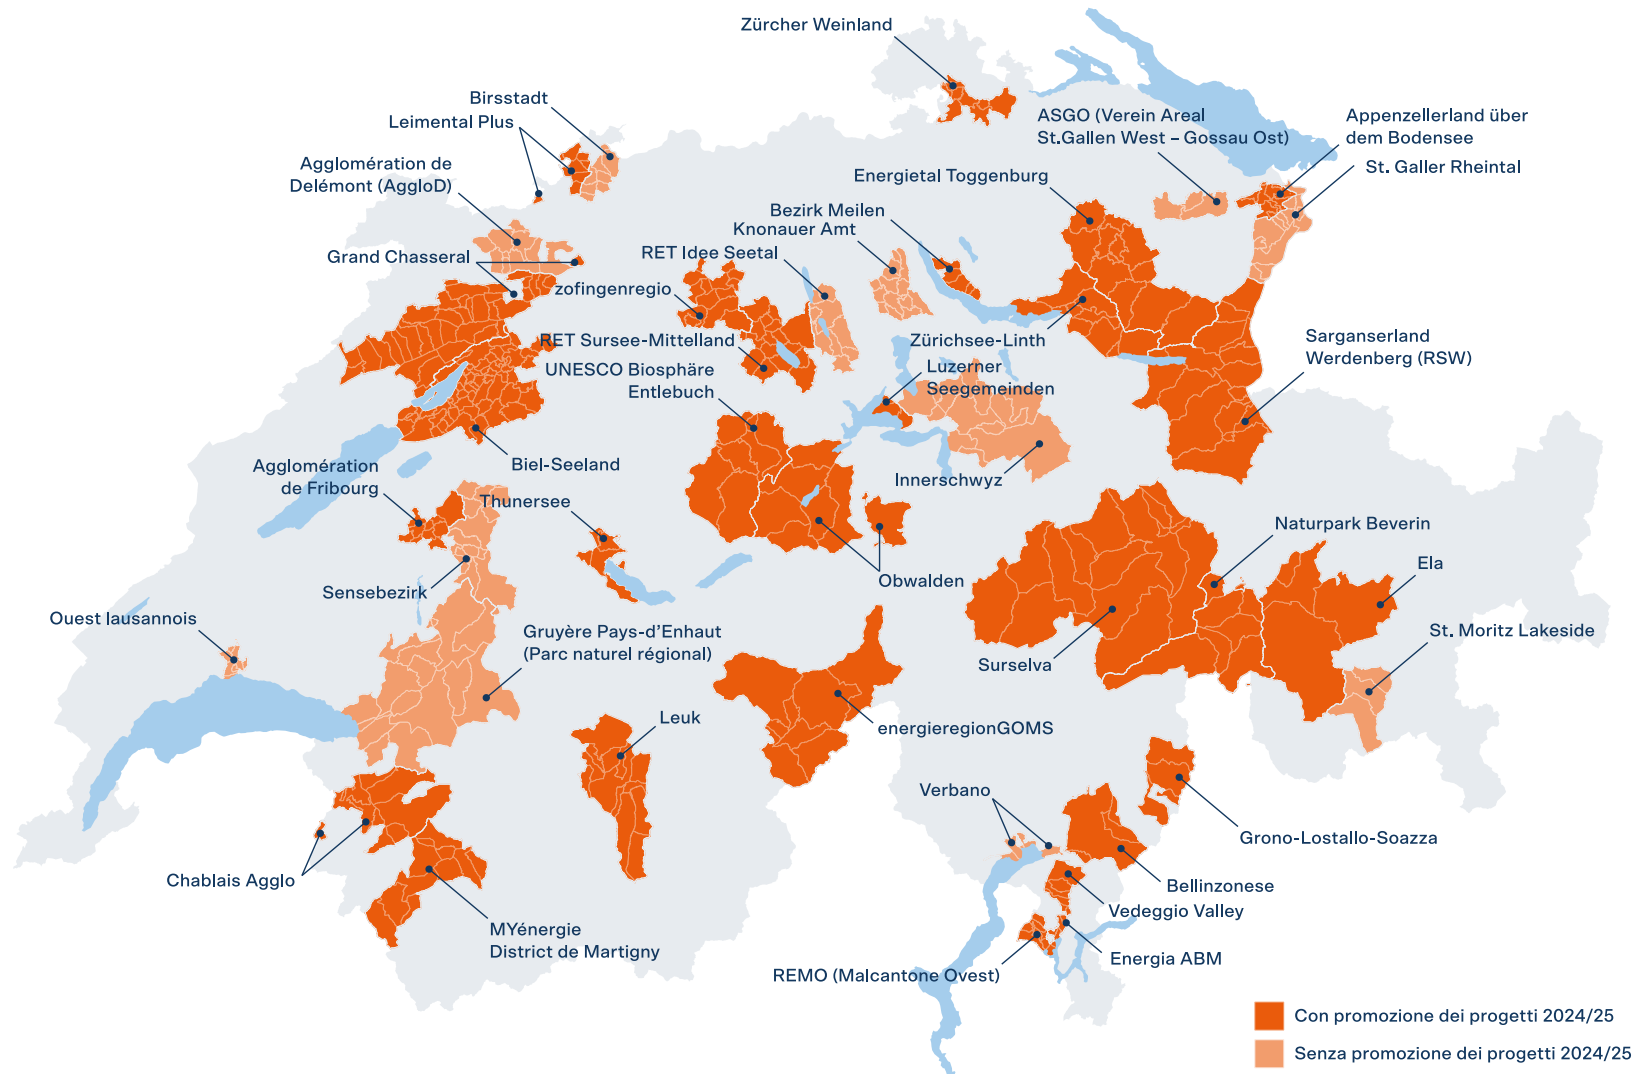 Zürcher Weinland
Birsstadt
Leimental Plus
ASGO (Verein Areal
St.Gallen West – Gossau Ost)
Appenzellerland über
dem Bodensee
Agglomération de
Delémont (AggloD)
St. Galler Rheintal
Energietal Toggenburg
Bezirk Meilen
Knonauer Amt
Grand Chasseral
RET Idee Seetal
zofingenregio
RET Sursee-Mittelland
Zürichsee-Linth
Sarganserland
Werdenberg (RSW)
UNESCO Biosphäre
Entlebuch
Luzerner
Seegemeinden
Agglomération
de Fribourg
Biel-Seeland
Innerschwyz
Thunersee
Naturpark Beverin
Ela
Obwalden
Sensebezirk
Ouest lausannois
Gruyère Pays-d'Enhaut
(Parc naturel régional)
St. Moritz Lakeside
Surselva
Leuk
energieregionGOMS
Verbano
Grono-Lostallo-Soazza
Chablais Agglo
Bellinzonese
Vedeggio Valley
MYénergie
District de Martigny
Energia ABM
REMO (Malcantone Ovest)
Con promozione dei progetti 2024/25
Senza promozione dei progetti 2024/25